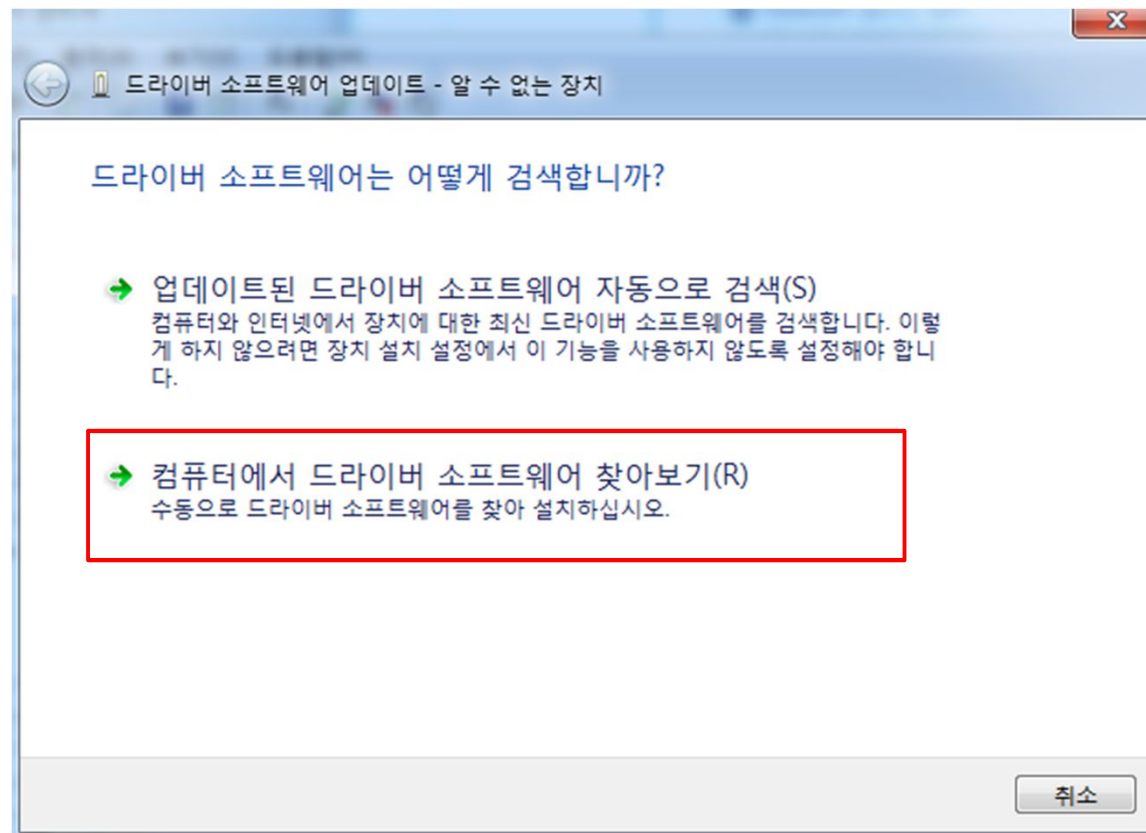 드라이버 소프트웨어 업데이트 - 알 수 없는 장치
드라이버 소프트웨어는 어떻게 검색합니까?
업데이트된 드라이버 소프트웨어 자동으로 검색(S)
컴퓨터와 인터넷에서 장치에 대한 최신 드라이버 소프트웨어를 검색합니다. 이렇
게 하지 않으려면 장치 설치 설정에서 이 기능을 사용하지 않도록 설정해야 합니
다.
컴퓨터에서 드라이버 소프트웨어 찾아보기(R)
수동으로 드라이버 소프트웨어를 찾아 설치하십시오.
취소